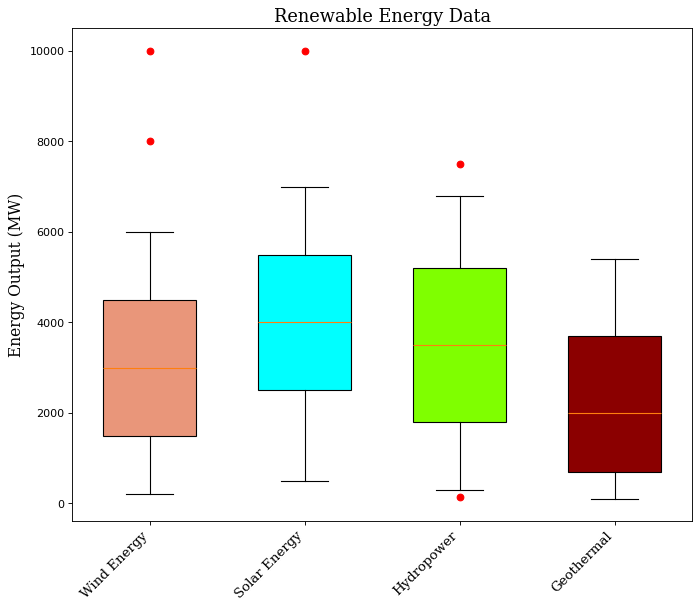 Renewable Energy Data
Energy Output (MW)
10000
8000
6000
4000
2000
0
Wind Energy
Solar Energy
Hydropower
Geothermal